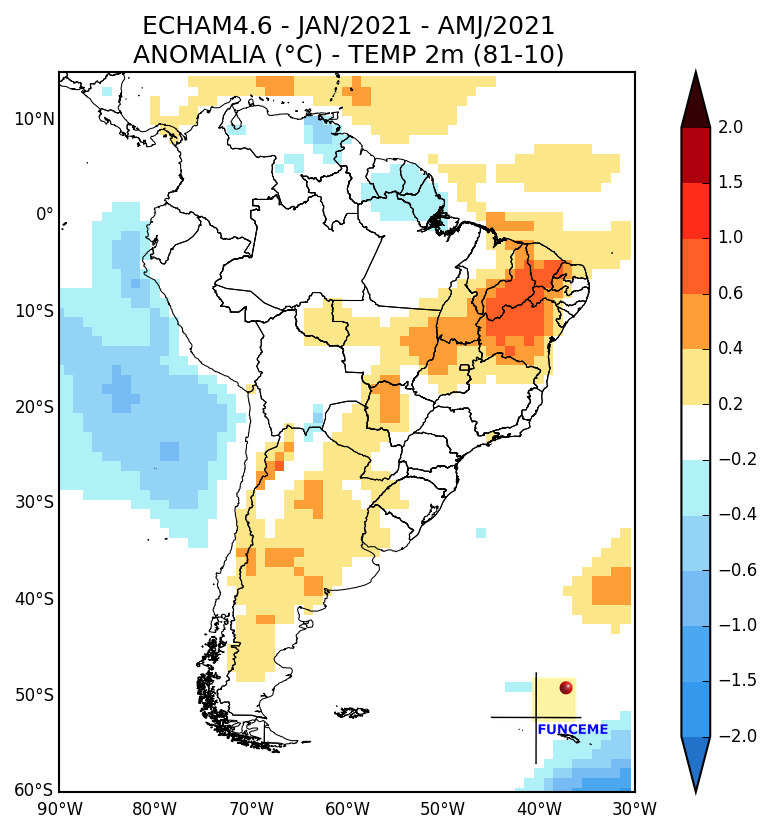 ECHAM4.6 - JAN/2021 - AMJ/2021
ANOMALIA (°C) - TEMP 2m (81-10)
10°N
0°
10°S
20°S
30°S
40°S
50°S
60°S
90°W 80°W 70°W 60°W 50°W 40°W 30°W
2.0
1.5
1.0
0.6
0.4
0.2
−0.2
−0.4
−0.6
−1.0
−1.5
−2.0
FUNCEME